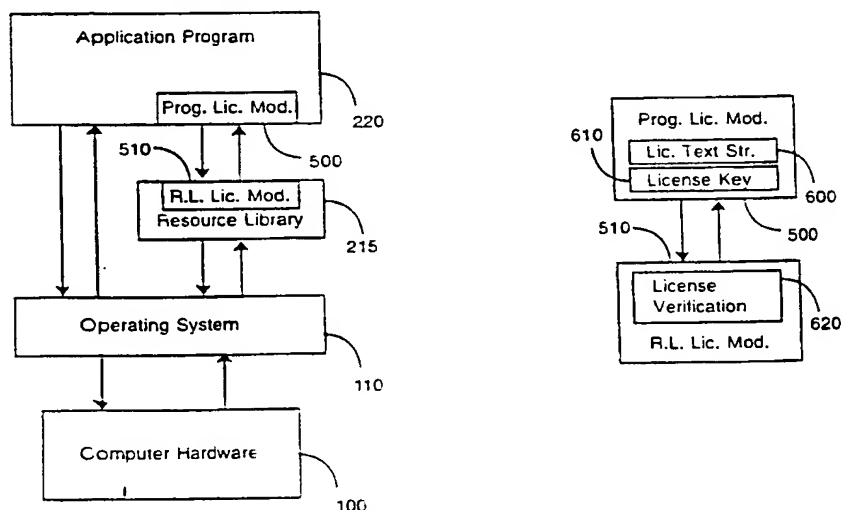 Application Program
Prog. Lic. Mod.
220
510
500
R.L. Lic. Mod.
Resource Library
215
Operating System
110
Computer Hardware
100
Prog. Lic. Mod.
610
Lic. Text Str.
License Key
600
510
500
License
Verification
620
R.L. Lic. Mod.